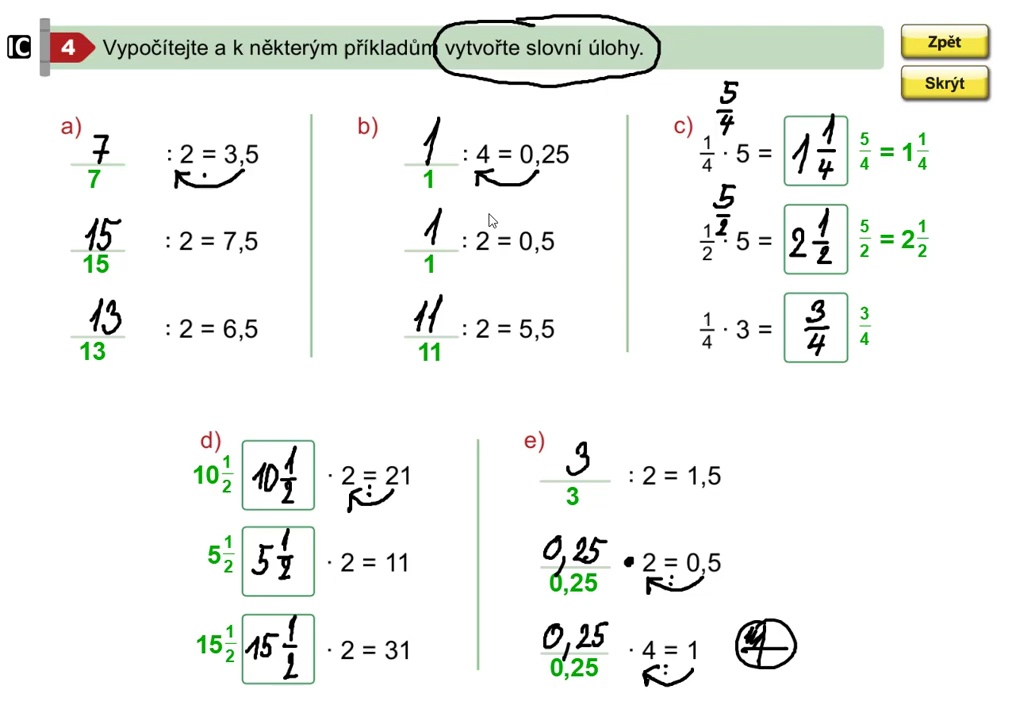 IC 4 Vypočítejte a k některým příkladům vytvořte slovní úlohy.
Zpět
Skrýt
a)
7 : 2 = 3,5
7
15 : 2 = 7,5
15
13 : 2 = 6,5
13
b)
1 : 4 = 0,25
1
1 : 2 = 0,5
1
11 : 2 = 5,5
11
c)
5/4
1/4 · 5 = 1 1/4 5/4 = 1 1/4
5/2
1/2 · 5 = 2 1/2 5/2 = 2 1/2
1/4 · 3 = 3/4 3/4
d)
10 1/2 10 1/2 · 2 = 21
:
5 1/2 5 1/2 · 2 = 11
15 1/2 15 1/2 · 2 = 31
e)
3 : 2 = 1,5
3
0,25 · 2 = 0,5
0,25 :
0,25 · 4 = 1
0,25 :